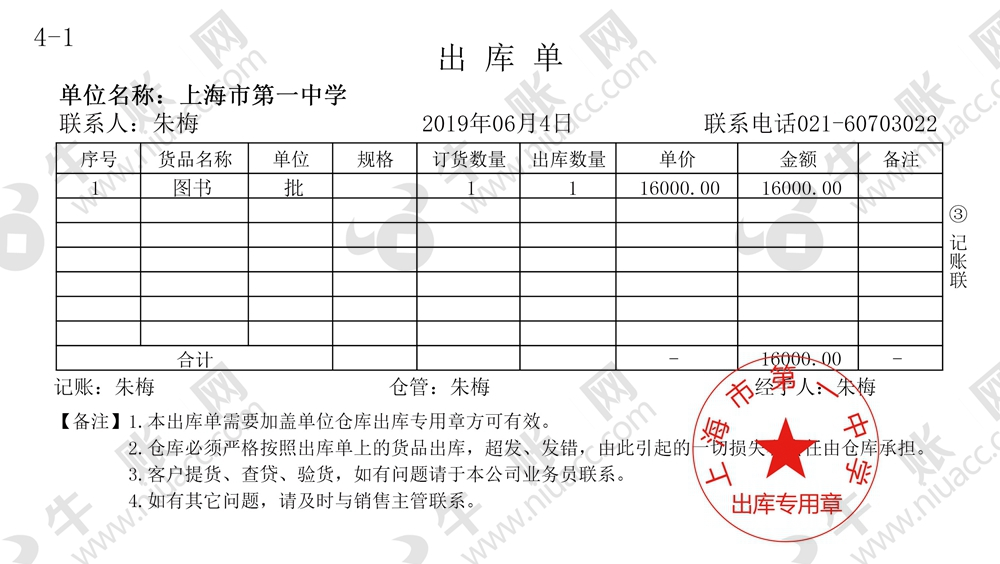 4-1
出 库 单
单位名称：上海市第一中学
联系人：朱梅 2019年06月4日 联系电话021-60703022
序号 货品名称 单位 规格 订货数量 出库数量 单价 金额 备注
1 图书 批 1 1 16000.00 16000.00
合计 - 16000.00 -
③ 记账联
记账：朱梅 仓管：朱梅 经手人：朱梅
【备注】1.本出库单需要加盖单位仓库出库专用章方可有效。
2.仓库必须严格按照出库单上的货品出库，超发、发错，由此引起的一切损失 任由仓库承担。
3.客户提货、查贷、验货，如有问题请于本公司业务员联系。
4.如有其它问题，请及时与销售主管联系。
上海市第一中学
出库专用章
牛账网
www.niuacc.com